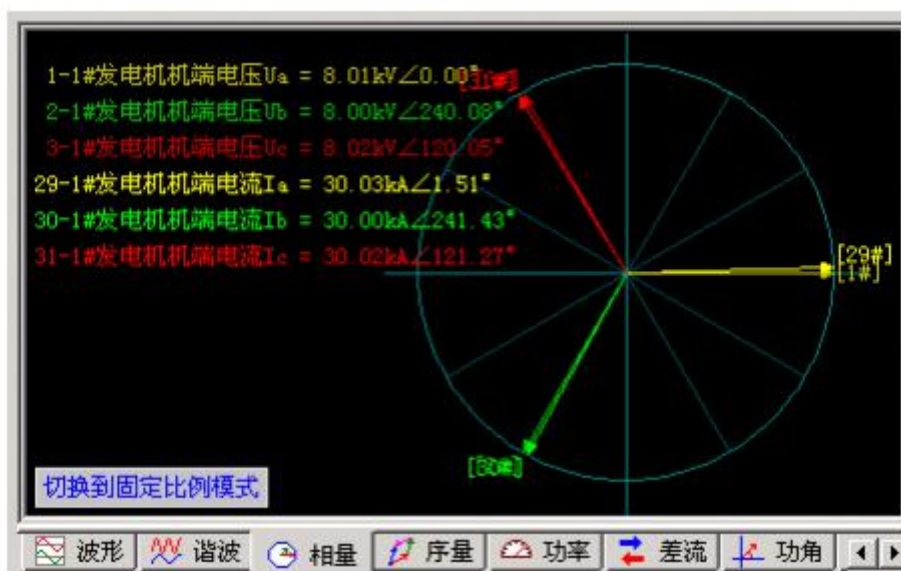 1-1#发电机机端电压Ua = 8.01kV∠0.00°
[31#]
2-1#发电机机端电压Ub = 8.00kV∠240.08°
3-1#发电机机端电压Uc = 8.02kV∠120.05°
29-1#发电机机端电流Ia = 30.03kA∠1.51°
30-1#发电机机端电流Ib = 30.00kA∠241.43°
31-1#发电机机端电流Ic = 30.02kA∠121.27°
[29#]
[1#]
[30#]
切换到固定比例模式
波形 谐波 相量 序量 功率 差流 功角